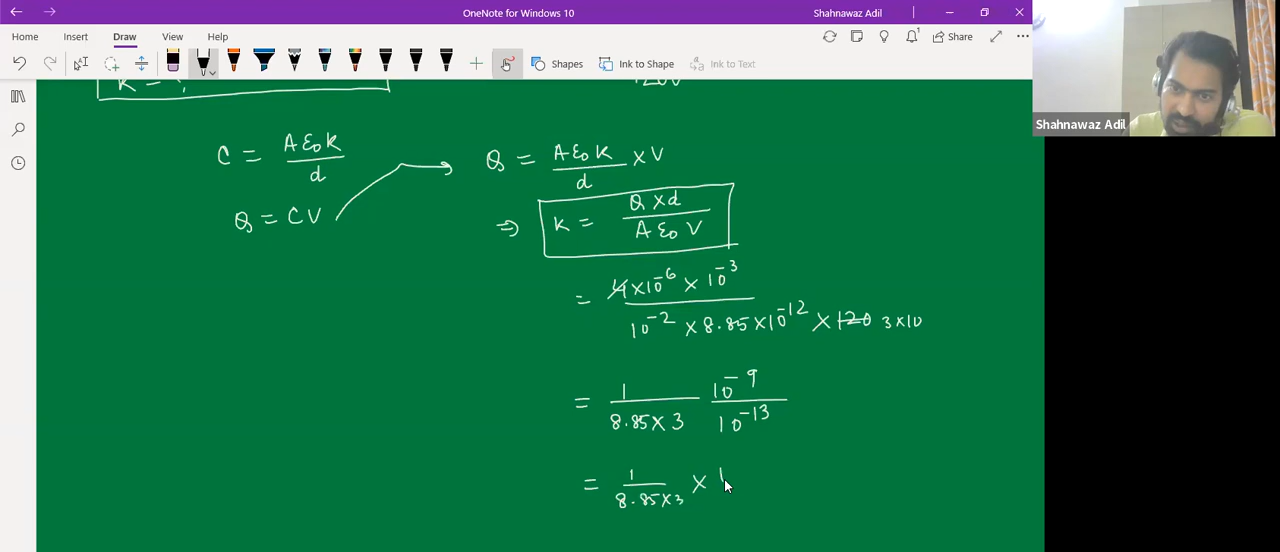 OneNote for Windows 10
Shahnawaz Adil
Home Insert Draw View Help
Share
Shapes
Ink to Shape
Ink to Text
Shahnawaz Adil
K = ?
120V
C = Aε₀K / d
Q = CV
Q = Aε₀K / d × V
⇒ K = Q × d / A ε₀ V
= 4×10⁻⁶ × 10⁻³ / 10⁻² × 8.85 × 10⁻¹² × 120 3×10
= 1 / 8.85×3 10⁻⁹ / 10⁻¹³
= 1 / 8.85×3 × 1